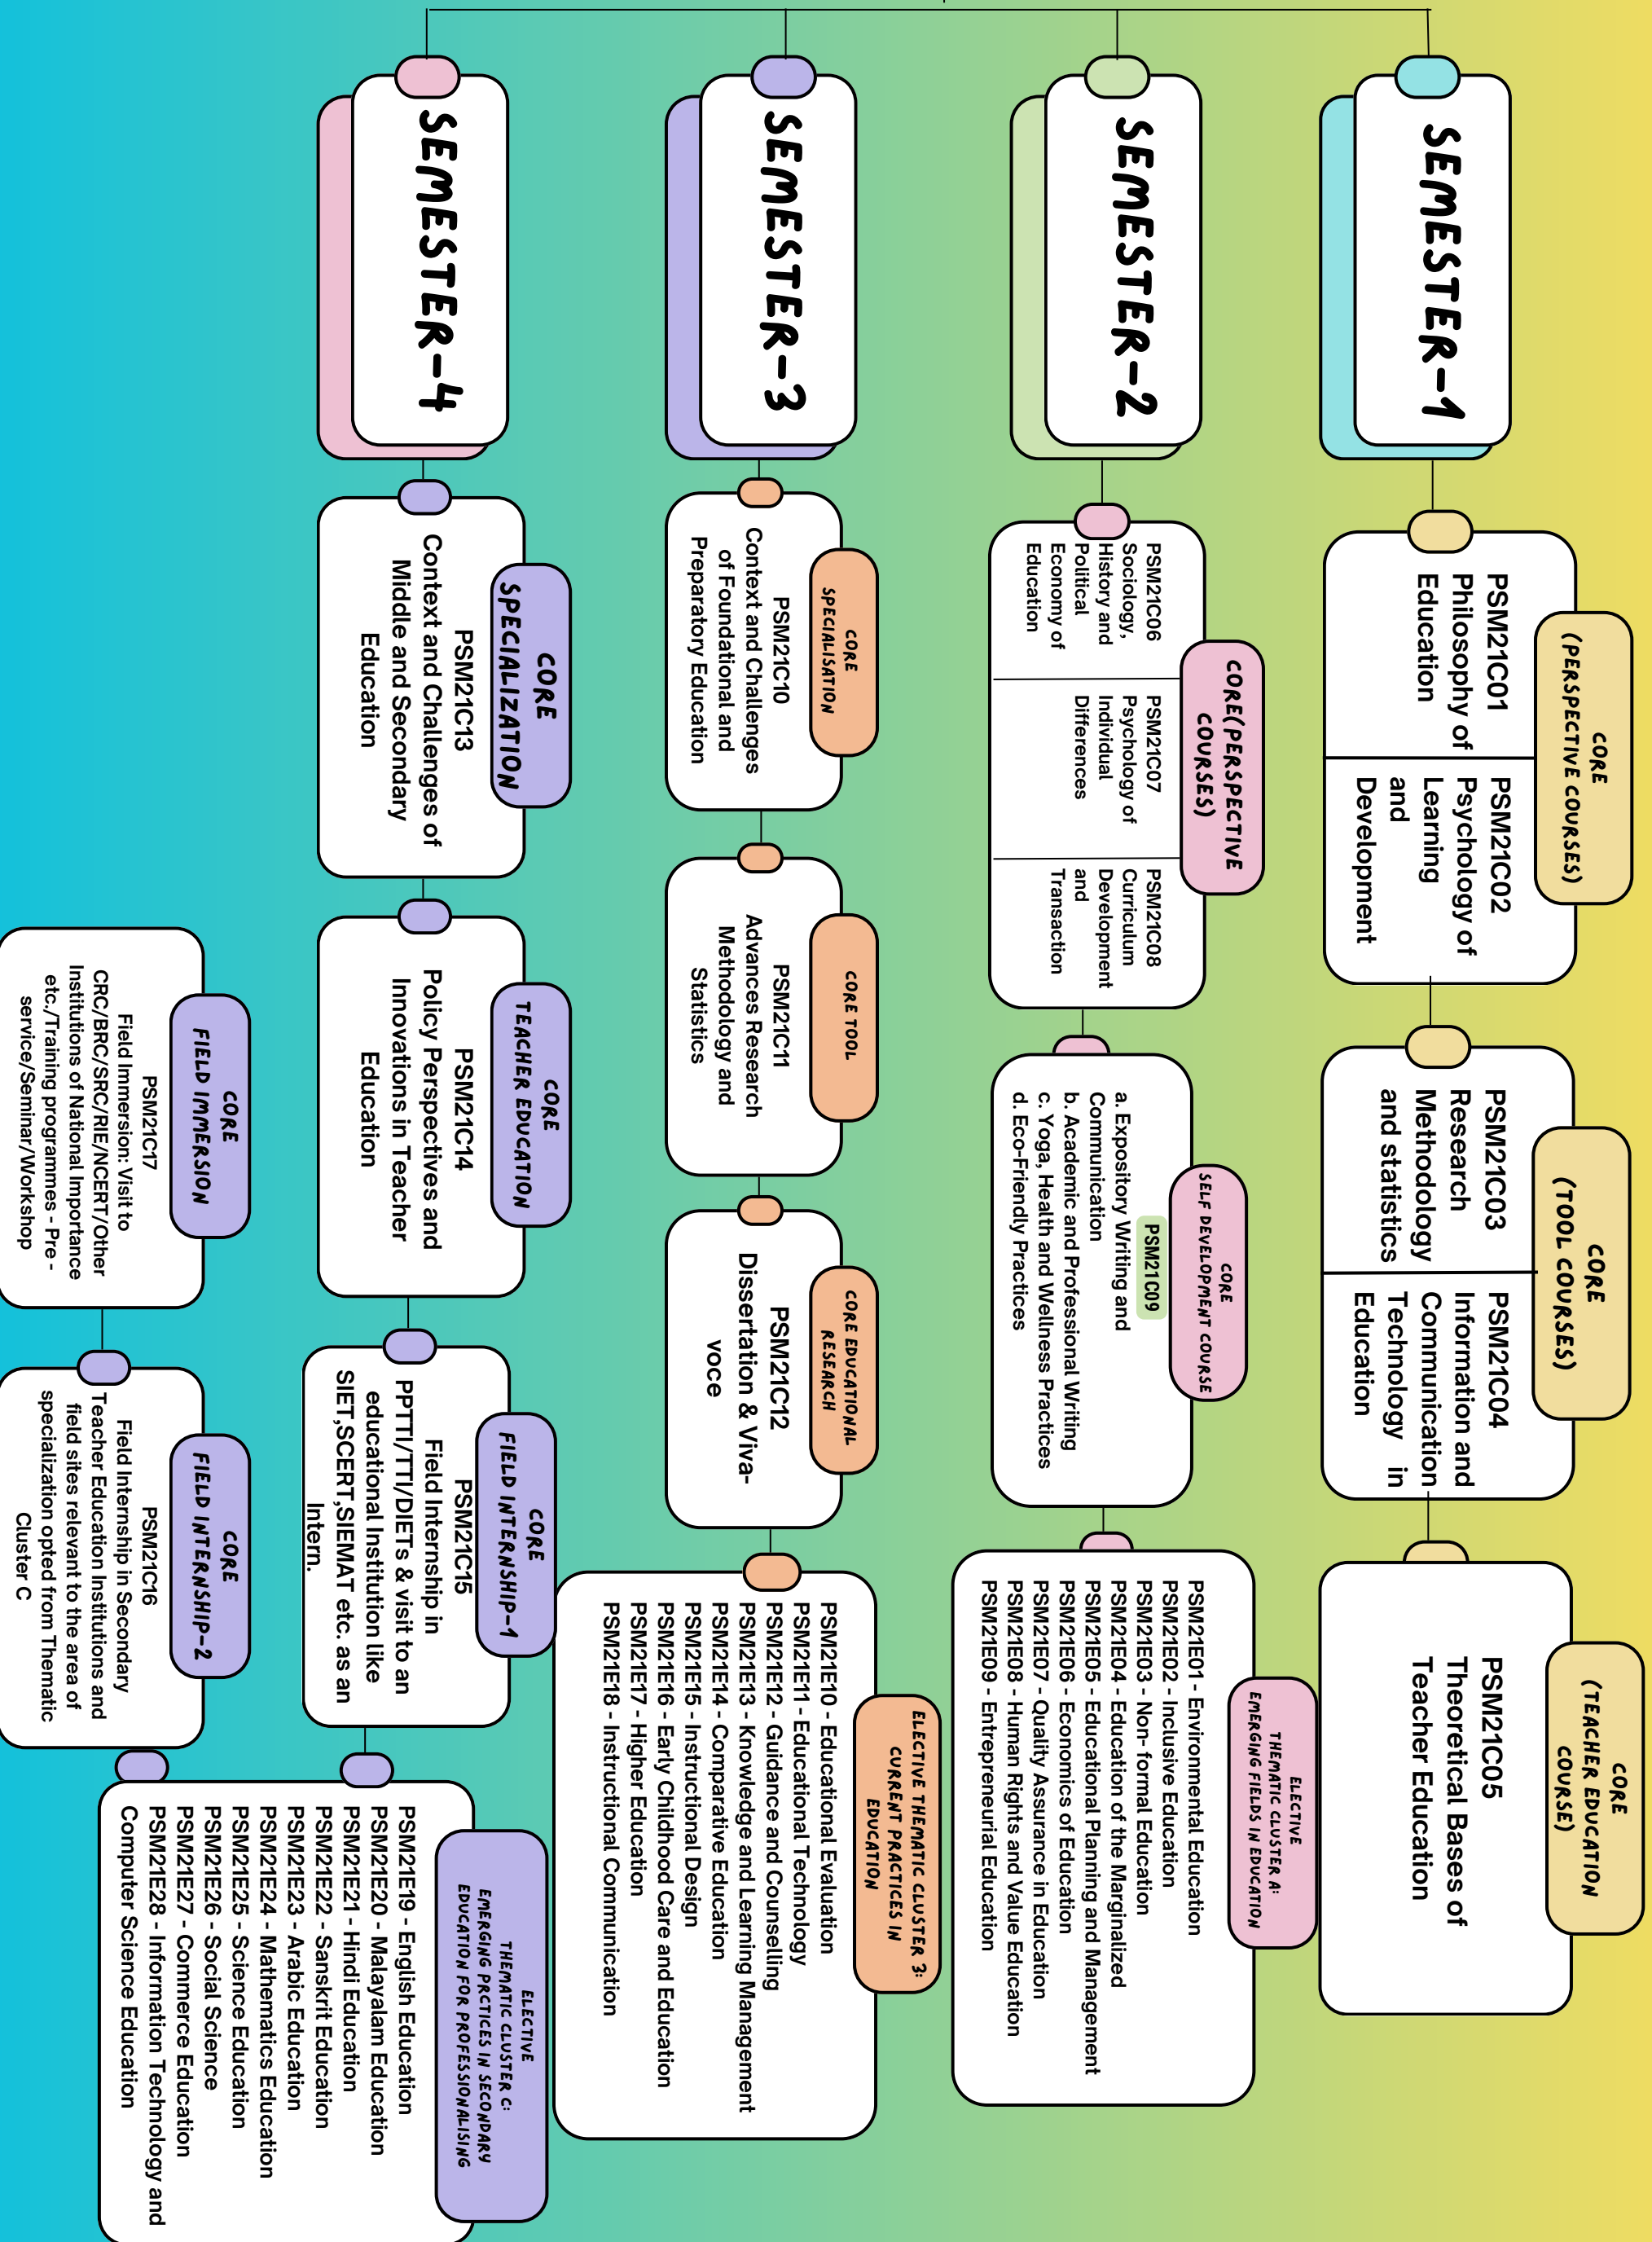 SEMESTER-1
CORE
(PERSPECTIVE COURSES)
PSM21C01
Philosophy of
Education
PSM21C02
Psychology of
Learning
and
Development
CORE
(TOOL COURSES)
PSM21C03
Research
Methodology
and statistics
PSM21C04
Information and
Communication
Technology in
Education
CORE
(TEACHER EDUCATION
COURSE)
PSM21C05
Theoretical Bases of
Teacher Education
SEMESTER-2
CORE(PERSPECTIVE
COURSES)
PSM21C06
Sociology,
History and
Political
Economy of
Education
PSM21C07
Psychology of
Individual
Differences
PSM21C08
Curriculum
Development
and
Transaction
CORE
SELF DEVELOPMENT COURSE
PSM21C09
a. Expository Writing and
Communication
b. Academic and Professional Writing
c. Yoga, Health and Wellness Practices
d. Eco-Friendly Practices
ELECTIVE
THEMATIC CLUSTER A:
EMERGING FIELDS IN EDUCATION
PSM21E01 - Environmental Education
PSM21E02 - Inclusive Education
PSM21E03 - Non- formal Education
PSM21E04 - Education of the Marginalized
PSM21E05 - Educational Planning and Management
PSM21E06 - Economics of Education
PSM21E07 - Quality Assurance in Education
PSM21E08 - Human Rights and Value Education
PSM21E09 - Entrepreneurial Education
SEMESTER-3
CORE
SPECIALISATION
PSM21C10
Context and Challenges
of Foundational and
Preparatory Education
CORE TOOL
PSM21C11
Advances Research
Methodology and
Statistics
CORE EDUCATIONAL
RESEARCH
PSM21C12
Dissertation & Viva-
voce
ELECTIVE THEMATIC CLUSTER 3:
CURRENT PRACTICES IN
EDUCATION
PSM21E10 - Educational Evaluation
PSM21E11 - Educational Technology
PSM21E12 - Guidance and Counselling
PSM21E13 - Knowledge and Learning Management
PSM21E14 - Comparative Education
PSM21E15 - Instructional Design
PSM21E16 - Early Childhood Care and Education
PSM21E17 - Higher Education
PSM21E18 - Instructional Communication
SEMESTER-4
CORE
SPECIALIZATION
PSM21C13
Context and Challenges of
Middle and Secondary
Education
CORE
TEACHER EDUCATION
PSM21C14
Policy Perspectives and
Innovations in Teacher
Education
CORE
FIELD INTERNSHIP-1
PSM21C15
Field Internship in
PPTTI/TTI/DIETs & visit to an
educational Institution like
SIET,SCERT,SIEMAT etc. as an
Intern.
ELECTIVE
THEMATIC CLUSTER C:
EMERGING PRCTICES IN SECONDARY
EDUCATION FOR PROFESSIONALISING
PSM21E19 - English Education
PSM21E20 - Malayalam Education
PSM21E21 - Hindi Education
PSM21E22 - Sanskrit Education
PSM21E23 - Arabic Education
PSM21E24 - Mathematics Education
PSM21E25 - Science Education
PSM21E26 - Social Science
PSM21E27 - Commerce Education
PSM21E28 - Information Technology and
Computer Science Education
CORE
FIELD IMMERSION
PSM21C17
Field Immersion: Visit to
CRC/BRC/SRC/RIE/NCERT/Other
Institutions of National Importance
etc./Training programmes - Pre -
service/Seminar/Workshop
CORE
FIELD INTERNSHIP-2
PSM21C16
Field Internship in Secondary
Teacher Education Institutions and
field sites relevant to the area of
specialization opted from Thematic
Cluster C